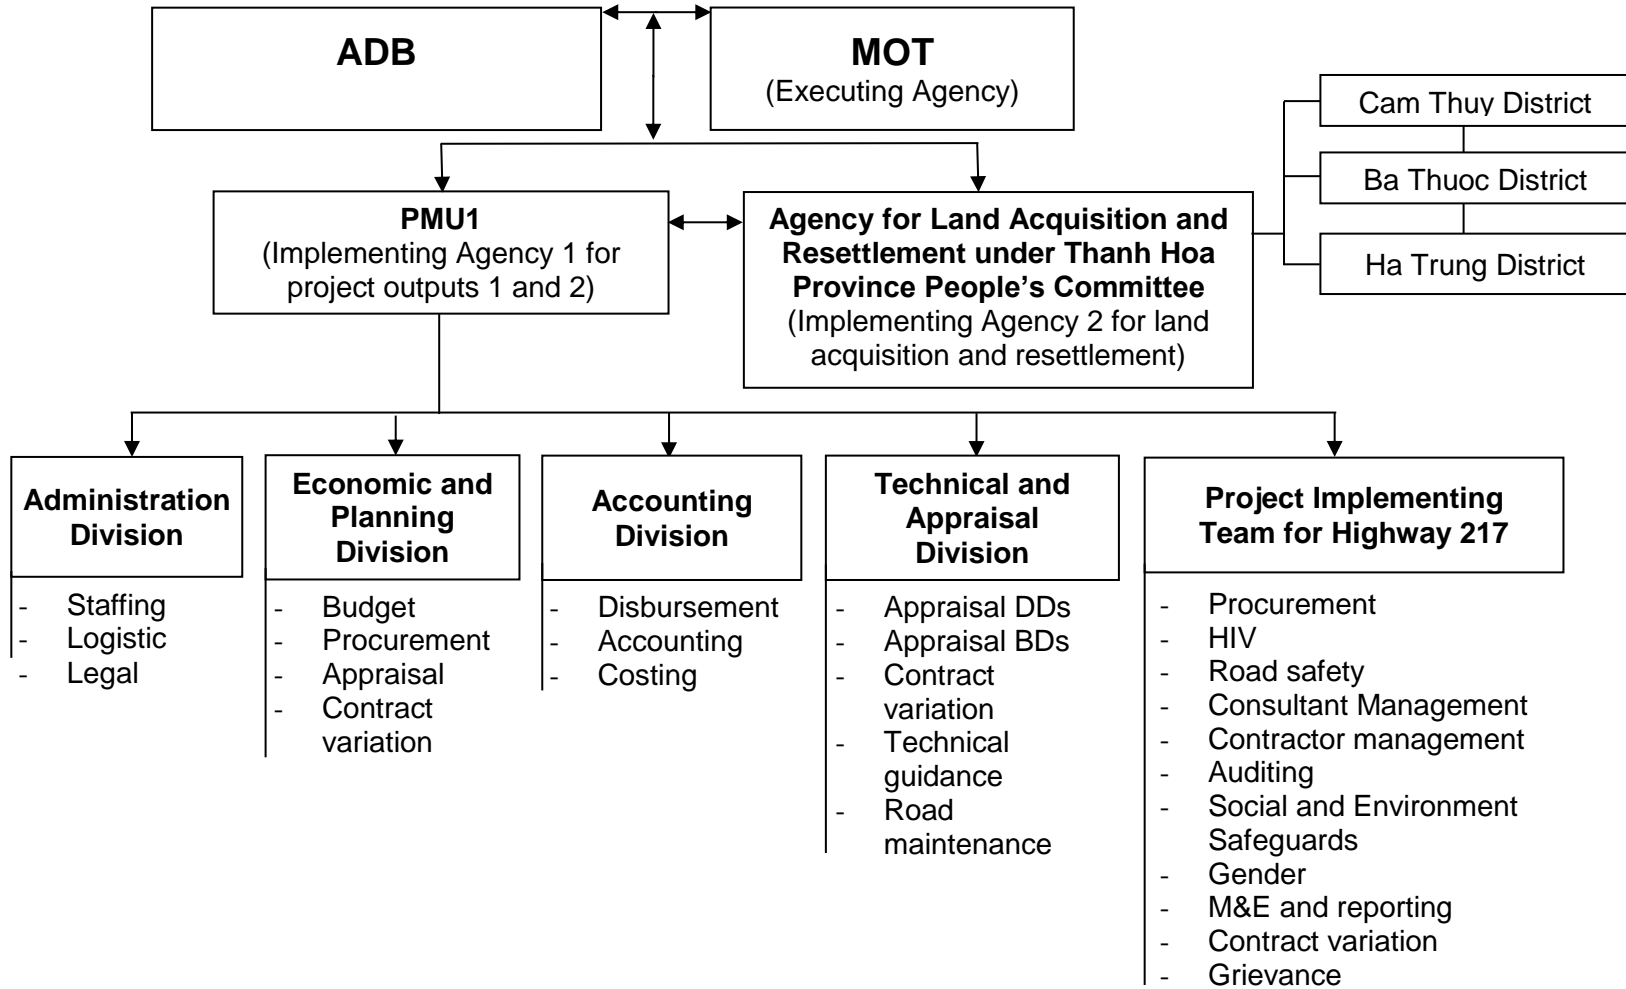 ADB
MOT
(Executing Agency)
Cam Thuy District
Ba Thuoc District
Ha Trung District
PMU1
(Implementing Agency 1 for
project outputs 1 and 2)
Agency for Land Acquisition and
Resettlement under Thanh Hoa
Province People’s Committee
(Implementing Agency 2 for land
acquisition and resettlement)
Administration
Division
- Staffing
- Logistic
- Legal
Economic and
Planning
Division
- Budget
- Procurement
- Appraisal
- Contract
variation
Accounting
Division
- Disbursement
- Accounting
- Costing
Technical and
Appraisal
Division
- Appraisal DDs
- Appraisal BDs
- Contract
variation
- Technical
guidance
- Road
maintenance
Project Implementing
Team for Highway 217
- Procurement
- HIV
- Road safety
- Consultant Management
- Contractor management
- Auditing
- Social and Environment
Safeguards
- Gender
- M&E and reporting
- Contract variation
- Grievance